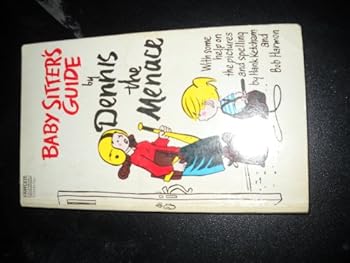 BABY SITTER'S
GUIDE
by
Dennis
the
Menace
With some
help on
the pictures
and spelling
by Hank Ketcham
and
Bob Harmon